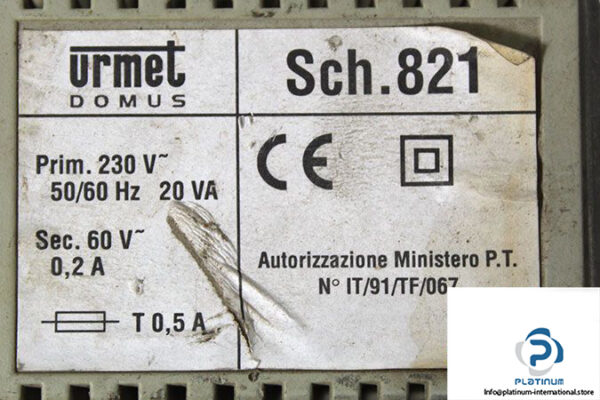 urmet
DOMUS
Sch.821
Prim. 230 V~
50/60 Hz 20 VA
Sec. 60 V~
0,2 A
T 0,5 A
CE
Autorizzazione Ministero P.T.
N° IT/91/TF/067
PLATINUM
Info@platinum-international.store